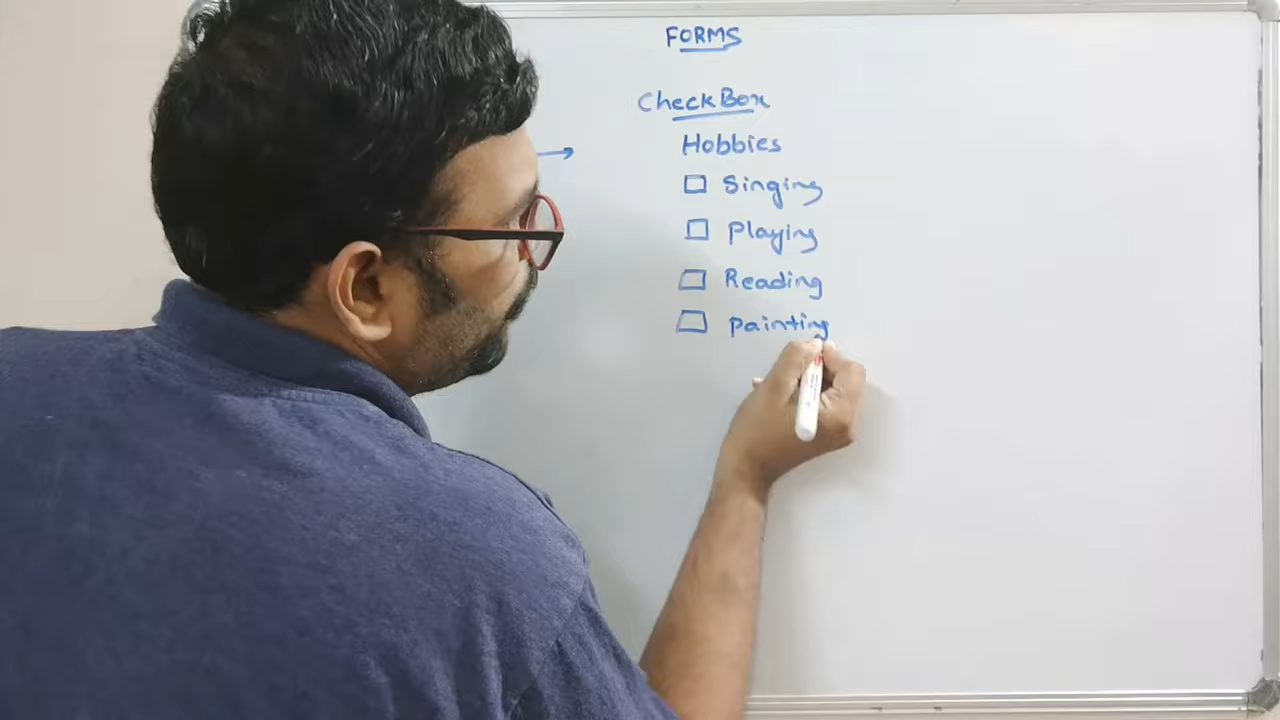 FORMS
CheckBox
Hobbies
Singing
Playing
Reading
painting